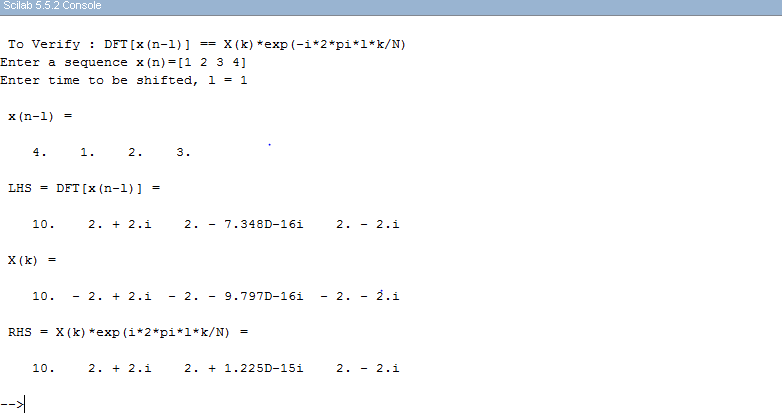 Scilab 5.5.2 Console
To Verify : DFT[x(n-l)] == X(k)*exp(-i*2*pi*l*k/N)
Enter a sequence x(n)=[1 2 3 4]
Enter time to be shifted, l = 1
x(n-l) =
4. 1. 2. 3.
LHS = DFT[x(n-l)] =
10. 2. + 2.i 2. - 7.348D-16i 2. - 2.i
X(k) =
10. - 2. + 2.i - 2. - 9.797D-16i - 2. - 2.i
RHS = X(k)*exp(i*2*pi*l*k/N) =
10. 2. + 2.i 2. + 1.225D-15i 2. - 2.i
-->